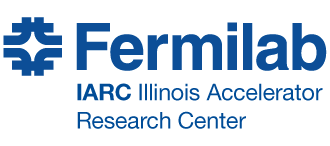 Fermilab
IARC Illinois Accelerator
Research Center